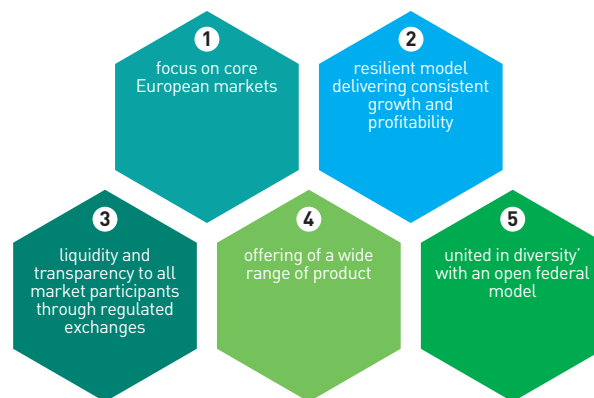 1
focus on core
European markets
2
resilient model
delivering consistent
growth and
profitability
3
liquidity and
transparency to all
market participants
through regulated
exchanges
4
offering of a wide
range of product
5
united in diversity’
with an open federal
model